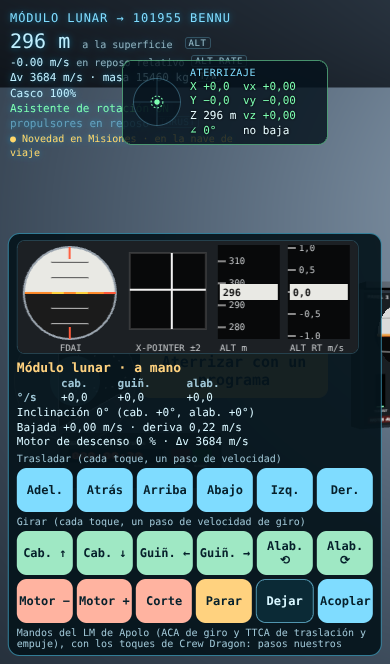 MÓDULO LUNAR → 101955 BENNU
296 m a la superficie ALT
-0.00 m/s en reposo relativo ALT RATE
Δv 3684 m/s · masa 15460 kg
Casco 100%
Asistente de rotac
propulsores en reposo
● Novedad en Misiones · en la nave de
viaje
ATERRIZAJE
X +0,0 vx +0,00
Y −0,0 vy −0,00
Z 296 m vz +0,00
∠ 0° no baja
310
300
296
290
280
1,0
0,5
0,0
-0,5
-1,0
FDAI
X-POINTER ±2
ALT m
ALT RT m/s
Aterrizar con un
programa
Módulo lunar · a mano
cab. guiñ. alab.
°/s +0,0 +0,0 +0,0
Inclinación 0° (cab. +0°, alab. +0°)
Bajada +0,00 m/s · deriva 0,22 m/s
Motor de descenso 0 % · Δv 3684 m/s
Trasladar (cada toque, un paso de velocidad)
Adel. Atrás Arriba Abajo Izq. Der.
Girar (cada toque, un paso de velocidad de giro)
Cab. ↑ Cab. ↓ Guiñ. ← Guiñ. → Alab. ⟲ Alab. ⟳
Motor − Motor + Corte Parar Dejar Acoplar
Mandos del LM de Apolo (ACA de giro y TTCA de traslación y
empuje), con los toques de Crew Dragon: pasos nuestros